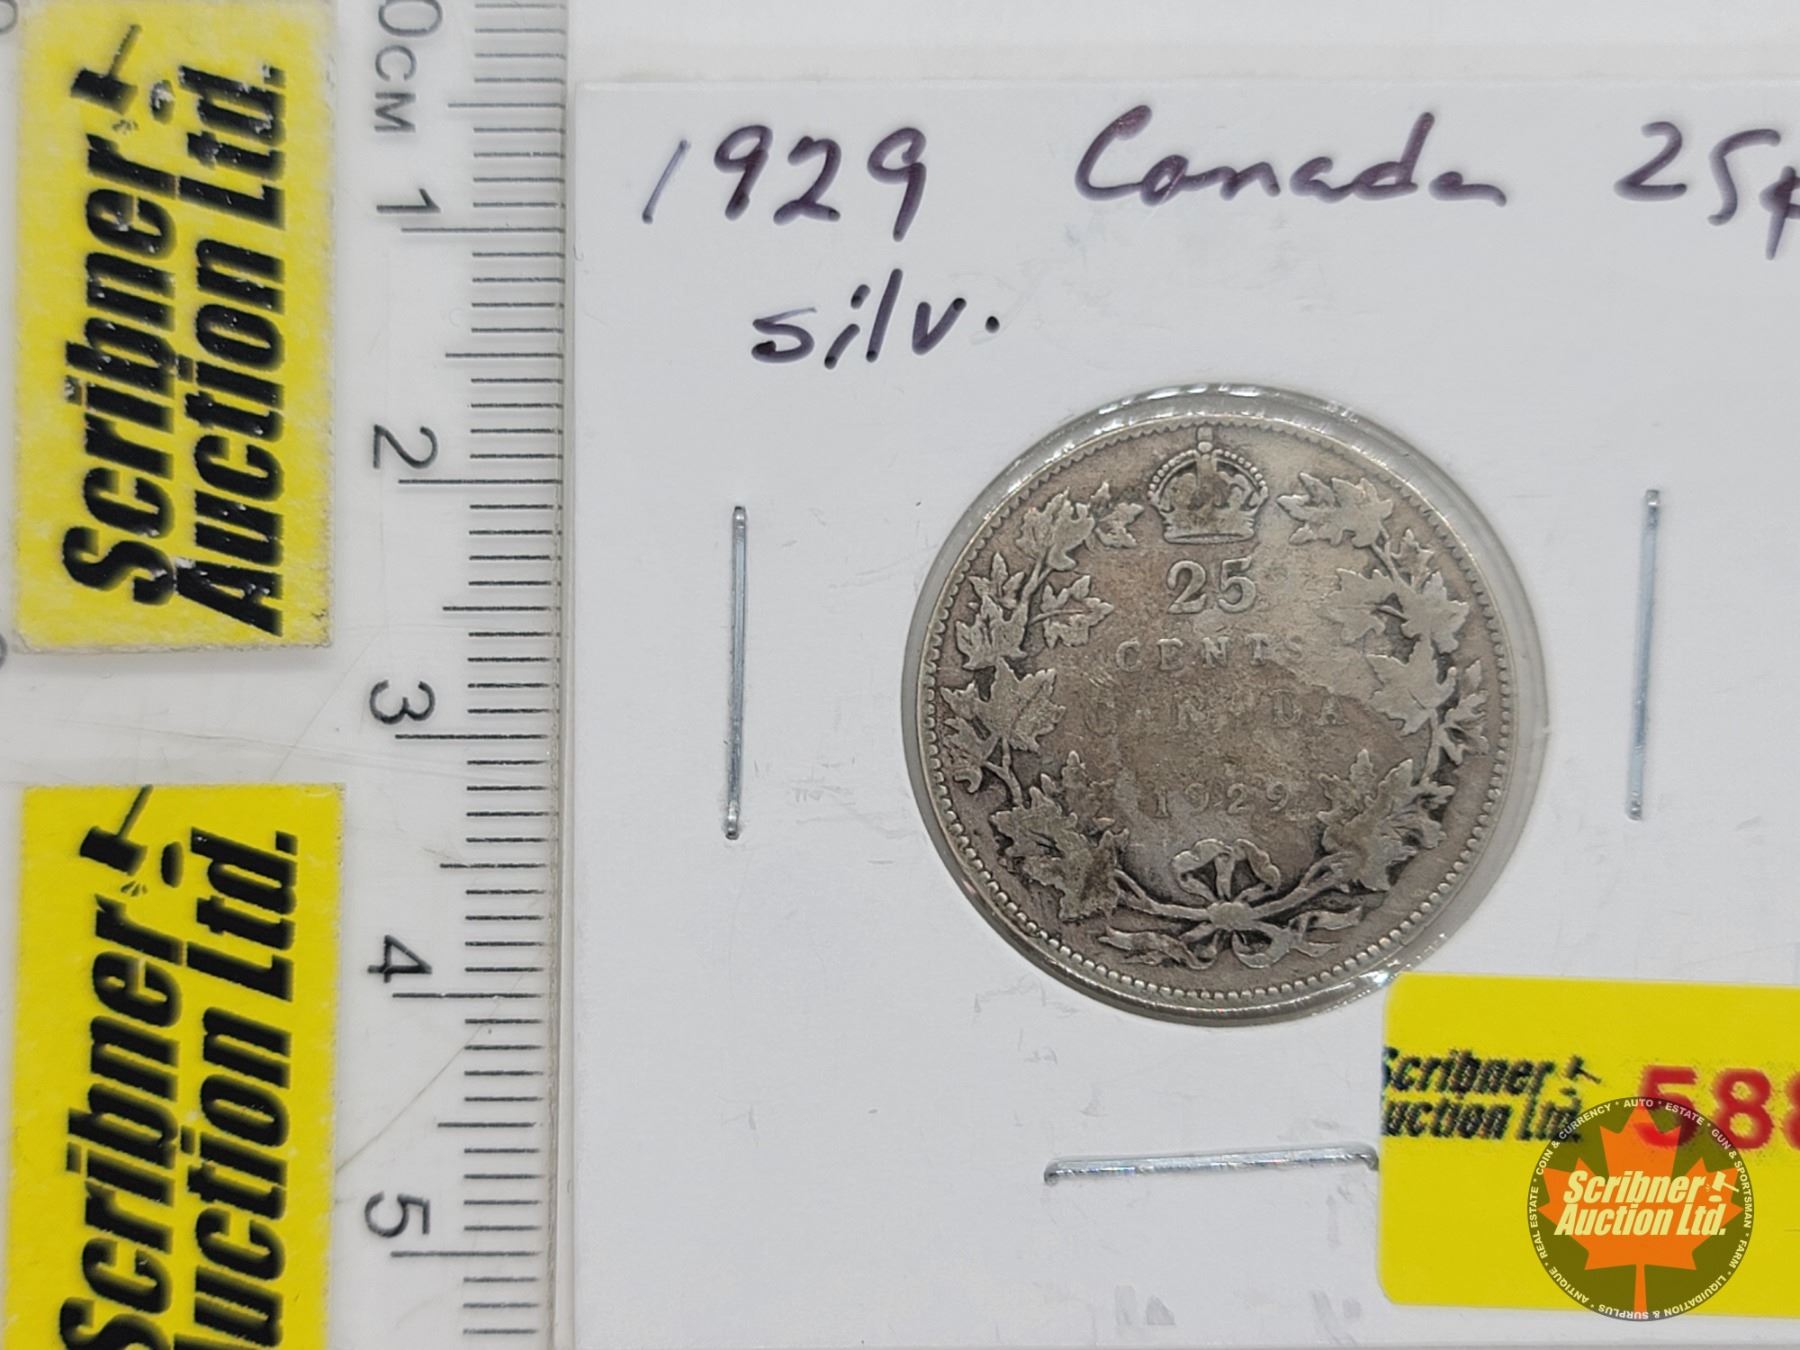 Scribner
Auction Ltd.
Scribner
Auction Ltd.
0CM
1
2
3
4
5
1929 Canada 25¢
silv.
25
CENTS
CANADA
1929
Scribner
Auction Ltd.
588
COIN & CURRENCY * AUTO * ESTATE * GUN & SPORTSMAN * FARM * LIQUIDATION & SURPLUS * ANTIQUE * REAL ESTATE *
Scribner
Auction Ltd.